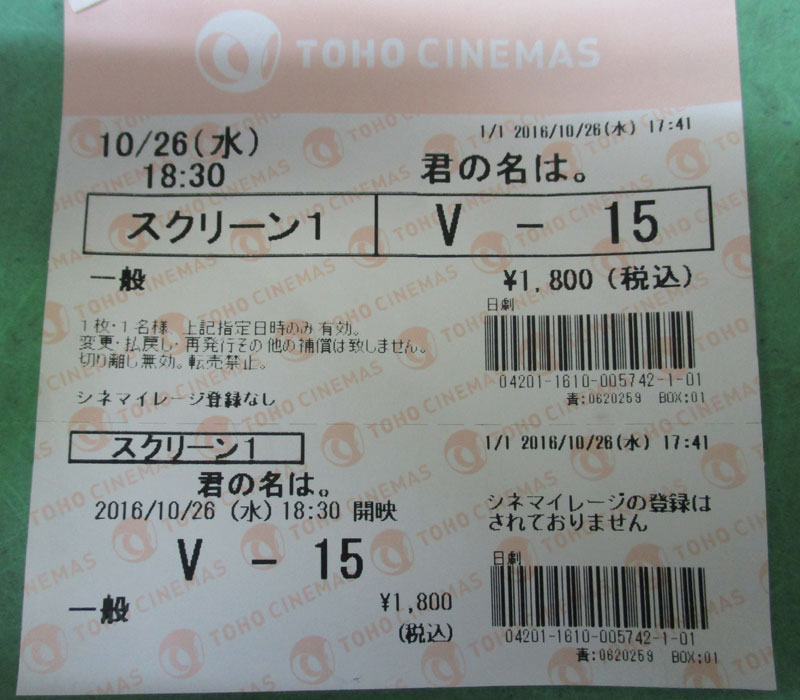 TOHO CINEMAS
1/1 2016/10/26(水) 17:41
10/26(水)
18:30
君の名は。
スクリーン1
V - 15
一般
¥1,800 (税込)
日劇
1枚・1名様、上記指定日時のみ有効。
変更・払戻し・再発行その他の補償は致しません。
切り離し無効。転売禁止。
04201-1610-005742-1-01
青:0620259 BOX:01
シネマイレージ登録なし
スクリーン1
1/1 2016/10/26(水) 17:41
君の名は。
2016/10/26 (水) 18:30 開映
V - 15
シネマイレージの登録は
されておりません
日劇
一般
¥1,800
(税込)
04201-1610-005742-1-01
青:0620259 BOX:01